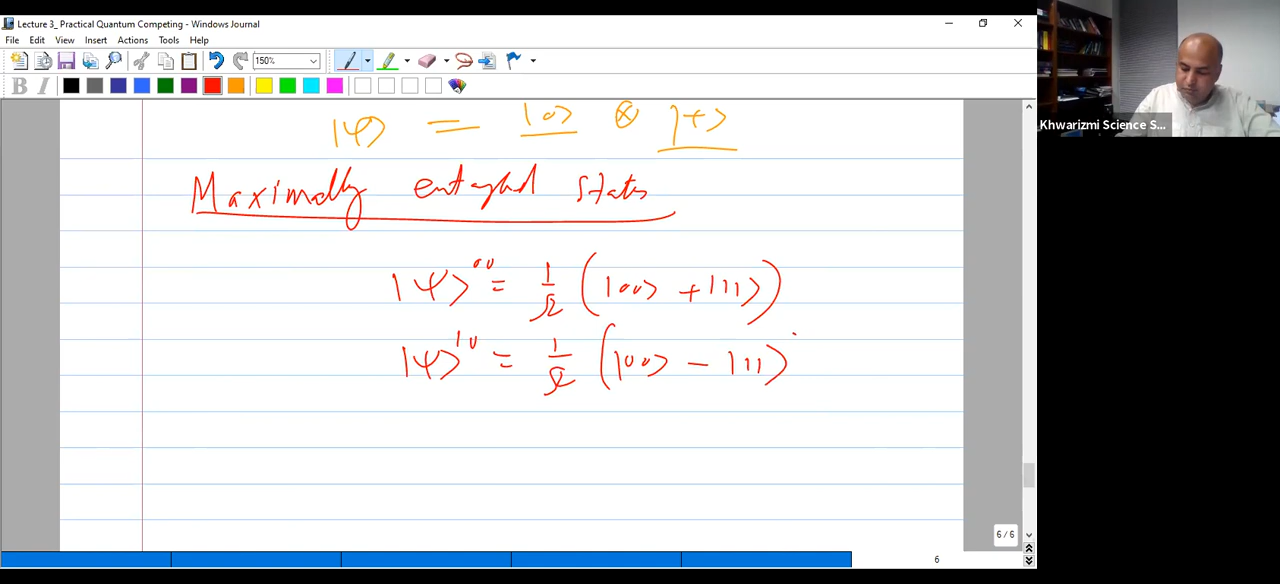 Lecture 3_ Practical Quantum Competing - Windows Journal
File Edit View Insert Actions Tools Help
150%
B I
Khwarizmi Science S...
|ψ> = |0> ⊗ |+>
Maximally entangled states
|ψ>⁰⁰ = 1/√2 (|00> + |11>)
|ψ>¹⁰ = 1/√2 (|00> - |11>
6/6
6